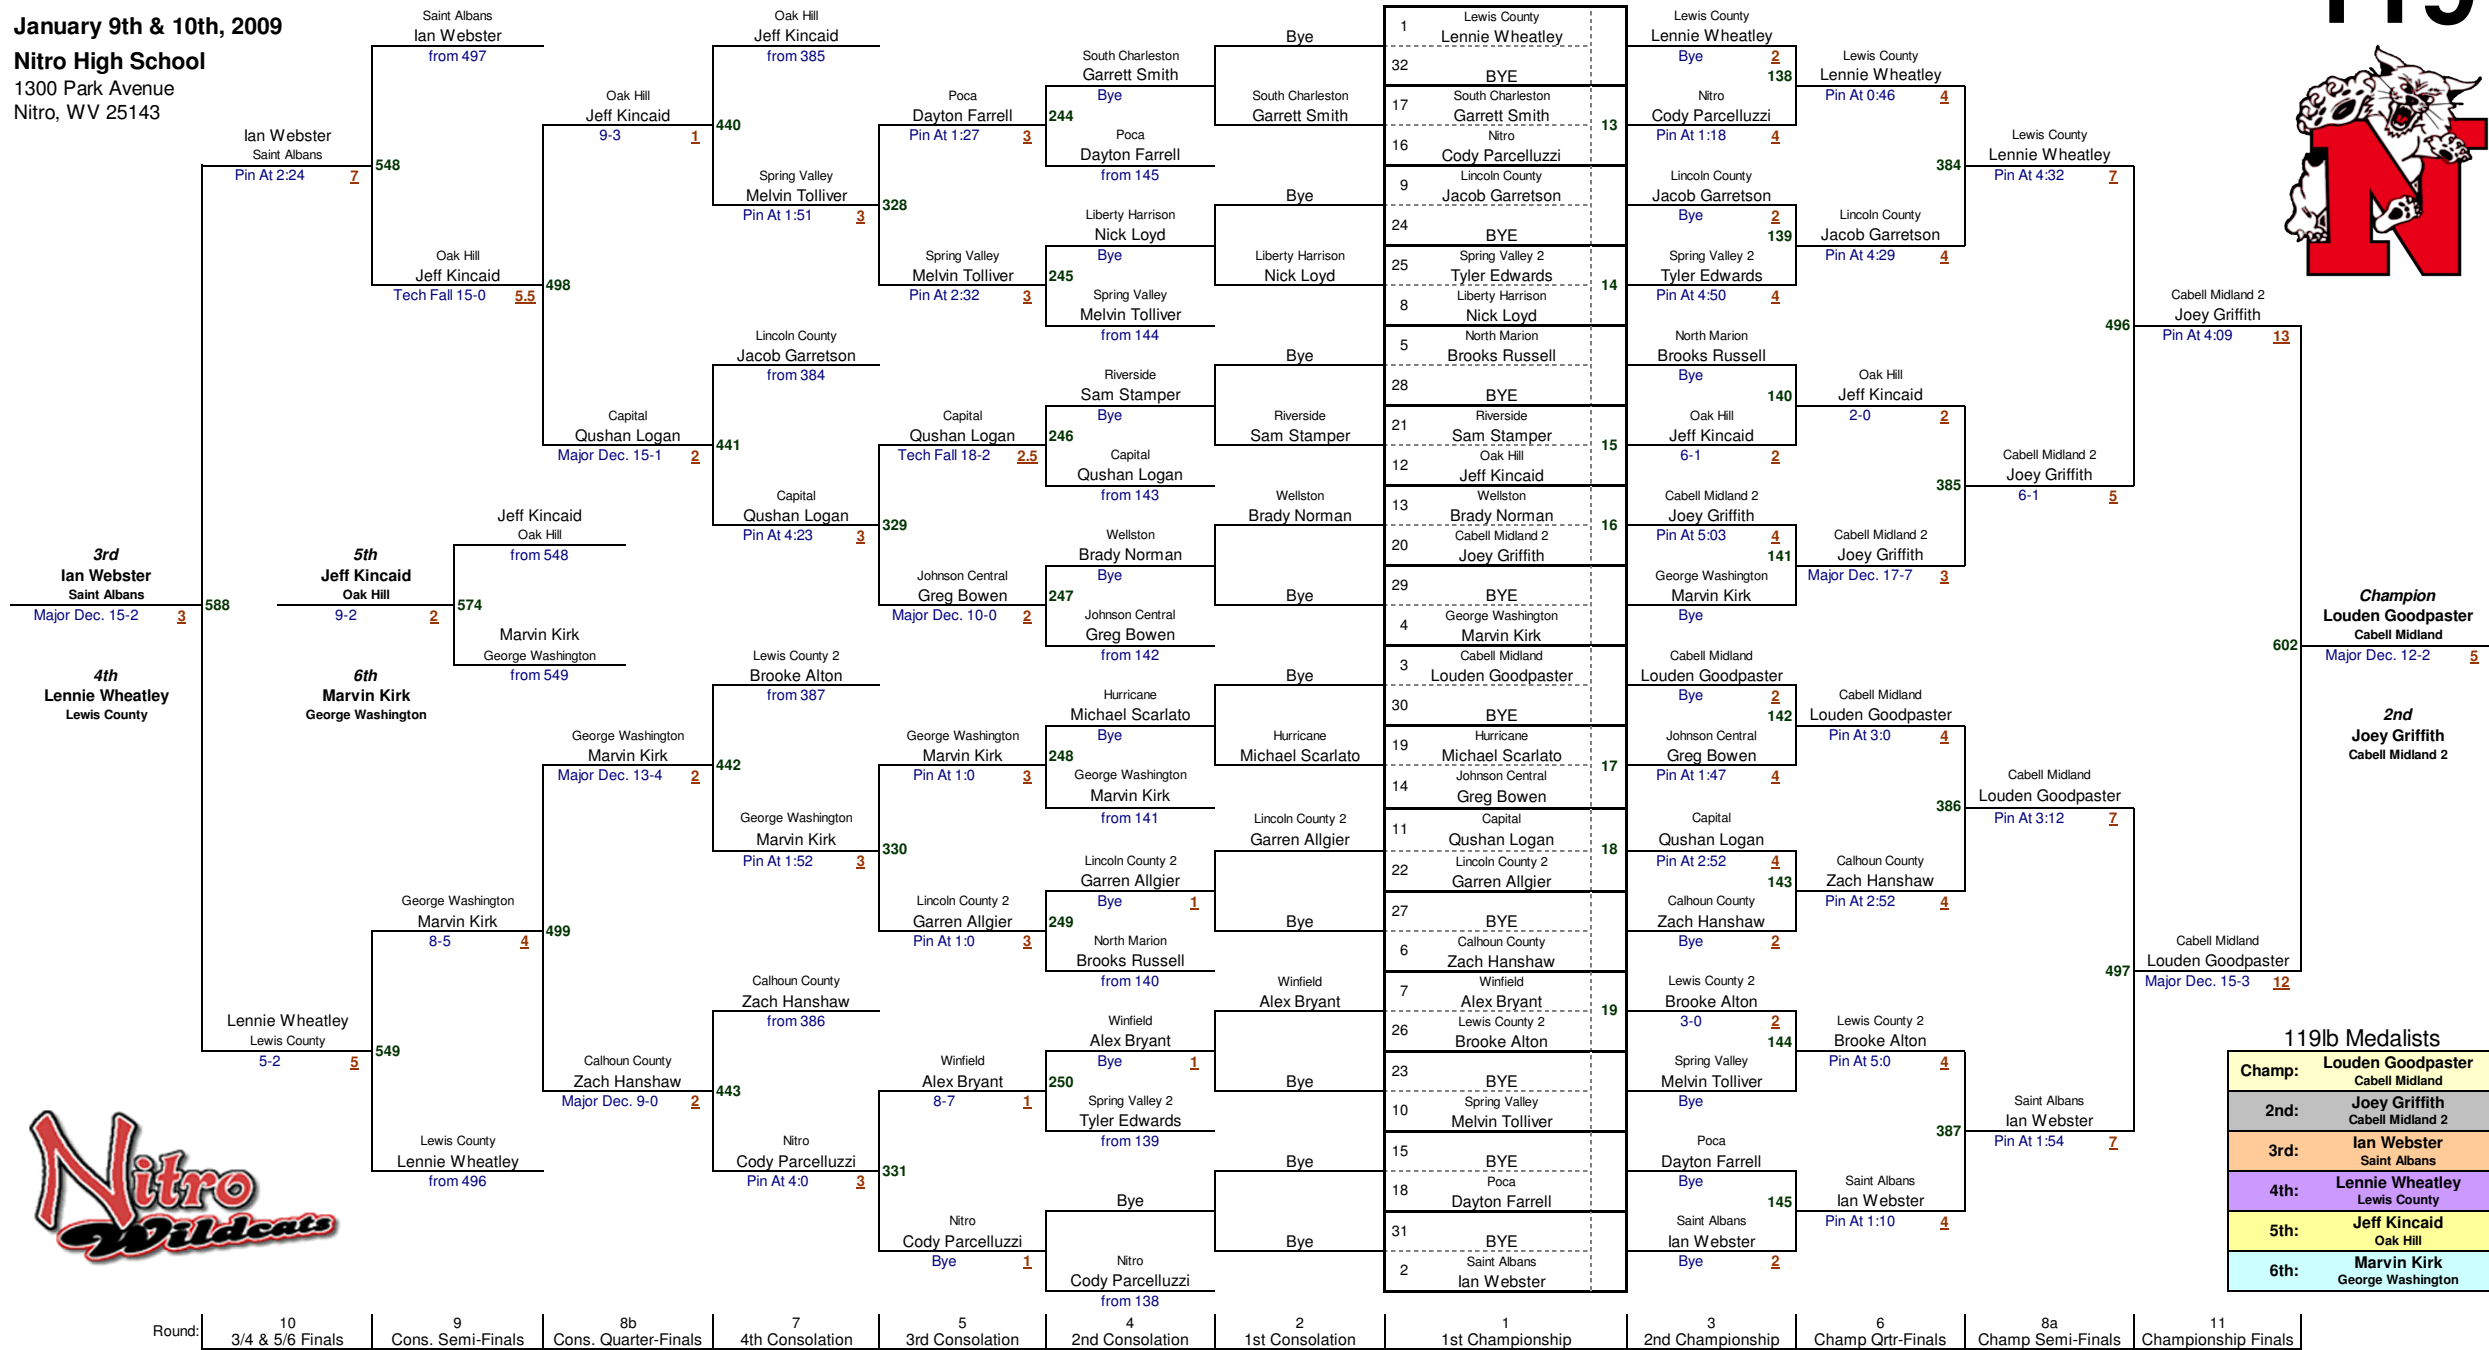 January 9th & 10th, 2009
Nitro High School
1300 Park Avenue
Nitro, WV 25143
Ian Webster
Saint Albans
Pin At 2:24 7
588
3rd
Ian Webster
Saint Albans
Major Dec. 15-2 3
4th
Lennie Wheatley
Lewis County
Lennie Wheatley
Lewis County
5-2 5
Saint Albans
Ian Webster
from 497
548
Oak Hill
Jeff Kincaid
Tech Fall 15-0 5.5
5th
Jeff Kincaid
Oak Hill
9-2 2
6th
Marvin Kirk
George Washington
Jeff Kincaid
Oak Hill
from 548
574
Marvin Kirk
George Washington
from 549
George Washington
Marvin Kirk
8-5 4
549
Lewis County
Lennie Wheatley
from 496
Oak Hill
Jeff Kincaid
9-3 1
498
Capital
Qushan Logan
Major Dec. 15-1 2
George Washington
Marvin Kirk
Major Dec. 13-4 2
499
Calhoun County
Zach Hanshaw
Major Dec. 9-0 2
Oak Hill
Jeff Kincaid
from 385
440
Spring Valley
Melvin Tolliver
Pin At 1:51 3
Lincoln County
Jacob Garretson
from 384
441
Capital
Qushan Logan
Pin At 4:23 3
Lewis County 2
Brooke Alton
from 387
442
George Washington
Marvin Kirk
Pin At 1:52 3
Calhoun County
Zach Hanshaw
from 386
443
Nitro
Cody Parcelluzzi
Pin At 4:0 3
Poca
Dayton Farrell
Pin At 1:27 3
328
Spring Valley
Melvin Tolliver
Pin At 2:32 3
Capital
Qushan Logan
Tech Fall 18-2 2.5
329
Johnson Central
Greg Bowen
Major Dec. 10-0 2
George Washington
Marvin Kirk
Pin At 1:0 3
330
Lincoln County 2
Garren Allgier
Pin At 1:0 3
Winfield
Alex Bryant
8-7 1
331
Nitro
Cody Parcelluzzi
Bye 1
South Charleston
Garrett Smith
Bye
244
Poca
Dayton Farrell
from 145
Liberty Harrison
Nick Loyd
Bye
245
Spring Valley
Melvin Tolliver
from 144
Riverside
Sam Stamper
Bye
246
Capital
Qushan Logan
from 143
Wellston
Brady Norman
Bye
247
Johnson Central
Greg Bowen
from 142
Hurricane
Michael Scarlato
Bye
248
George Washington
Marvin Kirk
from 141
Lincoln County 2
Garren Allgier
Bye 1
249
North Marion
Brooks Russell
from 140
Winfield
Alex Bryant
Bye 1
250
Spring Valley 2
Tyler Edwards
from 139
Bye
Nitro
Cody Parcelluzzi
from 138
Bye
South Charleston
Garrett Smith
Bye
Liberty Harrison
Nick Loyd
Bye
Riverside
Sam Stamper
Wellston
Brady Norman
Bye
Bye
Hurricane
Michael Scarlato
Lincoln County 2
Garren Allgier
Bye
Winfield
Alex Bryant
Bye
Bye
Bye
1 Lewis County
Lennie Wheatley
32 BYE
17 South Charleston
Garrett Smith
13
16 Nitro
Cody Parcelluzzi
9 Lincoln County
Jacob Garretson
24 BYE
25 Spring Valley 2
Tyler Edwards
14
8 Liberty Harrison
Nick Loyd
5 North Marion
Brooks Russell
28 BYE
21 Riverside
Sam Stamper
15
12 Oak Hill
Jeff Kincaid
13 Wellston
Brady Norman
16
20 Cabell Midland 2
Joey Griffith
29 BYE
4 George Washington
Marvin Kirk
3 Cabell Midland
Louden Goodpaster
30 BYE
19 Hurricane
Michael Scarlato
17
14 Johnson Central
Greg Bowen
11 Capital
Qushan Logan
18
22 Lincoln County 2
Garren Allgier
27 BYE
6 Calhoun County
Zach Hanshaw
7 Winfield
Alex Bryant
19
26 Lewis County 2
Brooke Alton
23 BYE
10 Spring Valley
Melvin Tolliver
15 BYE
18 Poca
Dayton Farrell
31 BYE
2 Saint Albans
Ian Webster
Lewis County
Lennie Wheatley
Bye 2
138
Nitro
Cody Parcelluzzi
Pin At 1:18 4
Lincoln County
Jacob Garretson
Bye 2
139
Spring Valley 2
Tyler Edwards
Pin At 4:50 4
North Marion
Brooks Russell
Bye
140
Oak Hill
Jeff Kincaid
6-1 2
Cabell Midland 2
Joey Griffith
Pin At 5:03 4
141
George Washington
Marvin Kirk
Bye
Cabell Midland
Louden Goodpaster
Bye 2
142
Johnson Central
Greg Bowen
Pin At 1:47 4
Capital
Qushan Logan
Pin At 2:52 4
143
Calhoun County
Zach Hanshaw
Bye 2
Lewis County 2
Brooke Alton
3-0 2
144
Spring Valley
Melvin Tolliver
Bye
Poca
Dayton Farrell
Bye
145
Saint Albans
Ian Webster
Bye 2
Lewis County
Lennie Wheatley
Pin At 0:46 4
384
Lincoln County
Jacob Garretson
Pin At 4:29 4
Oak Hill
Jeff Kincaid
2-0 2
385
Cabell Midland 2
Joey Griffith
Major Dec. 17-7 3
Cabell Midland
Louden Goodpaster
Pin At 3:0 4
386
Calhoun County
Zach Hanshaw
Pin At 2:52 4
Lewis County 2
Brooke Alton
Pin At 5:0 4
387
Saint Albans
Ian Webster
Pin At 1:10 4
Lewis County
Lennie Wheatley
Pin At 4:32 7
496
Cabell Midland 2
Joey Griffith
6-1 5
Cabell Midland
Louden Goodpaster
Pin At 3:12 7
497
Saint Albans
Ian Webster
Pin At 1:54 7
Cabell Midland 2
Joey Griffith
Pin At 4:09 13
602
Cabell Midland
Louden Goodpaster
Major Dec. 15-3 12
N
Champion
Louden Goodpaster
Cabell Midland
Major Dec. 12-2 5
2nd
Joey Griffith
Cabell Midland 2
119lb Medalists
Champ: Louden Goodpaster
Cabell Midland
2nd: Joey Griffith
Cabell Midland 2
3rd: Ian Webster
Saint Albans
4th: Lennie Wheatley
Lewis County
5th: Jeff Kincaid
Oak Hill
6th: Marvin Kirk
George Washington
Nitro
Wildcats
Round:
10
3/4 & 5/6 Finals
9
Cons. Semi-Finals
8b
Cons. Quarter-Finals
7
4th Consolation
5
3rd Consolation
4
2nd Consolation
2
1st Consolation
1
1st Championship
3
2nd Championship
6
Champ Qrtr-Finals
8a
Champ Semi-Finals
11
Championship Finals